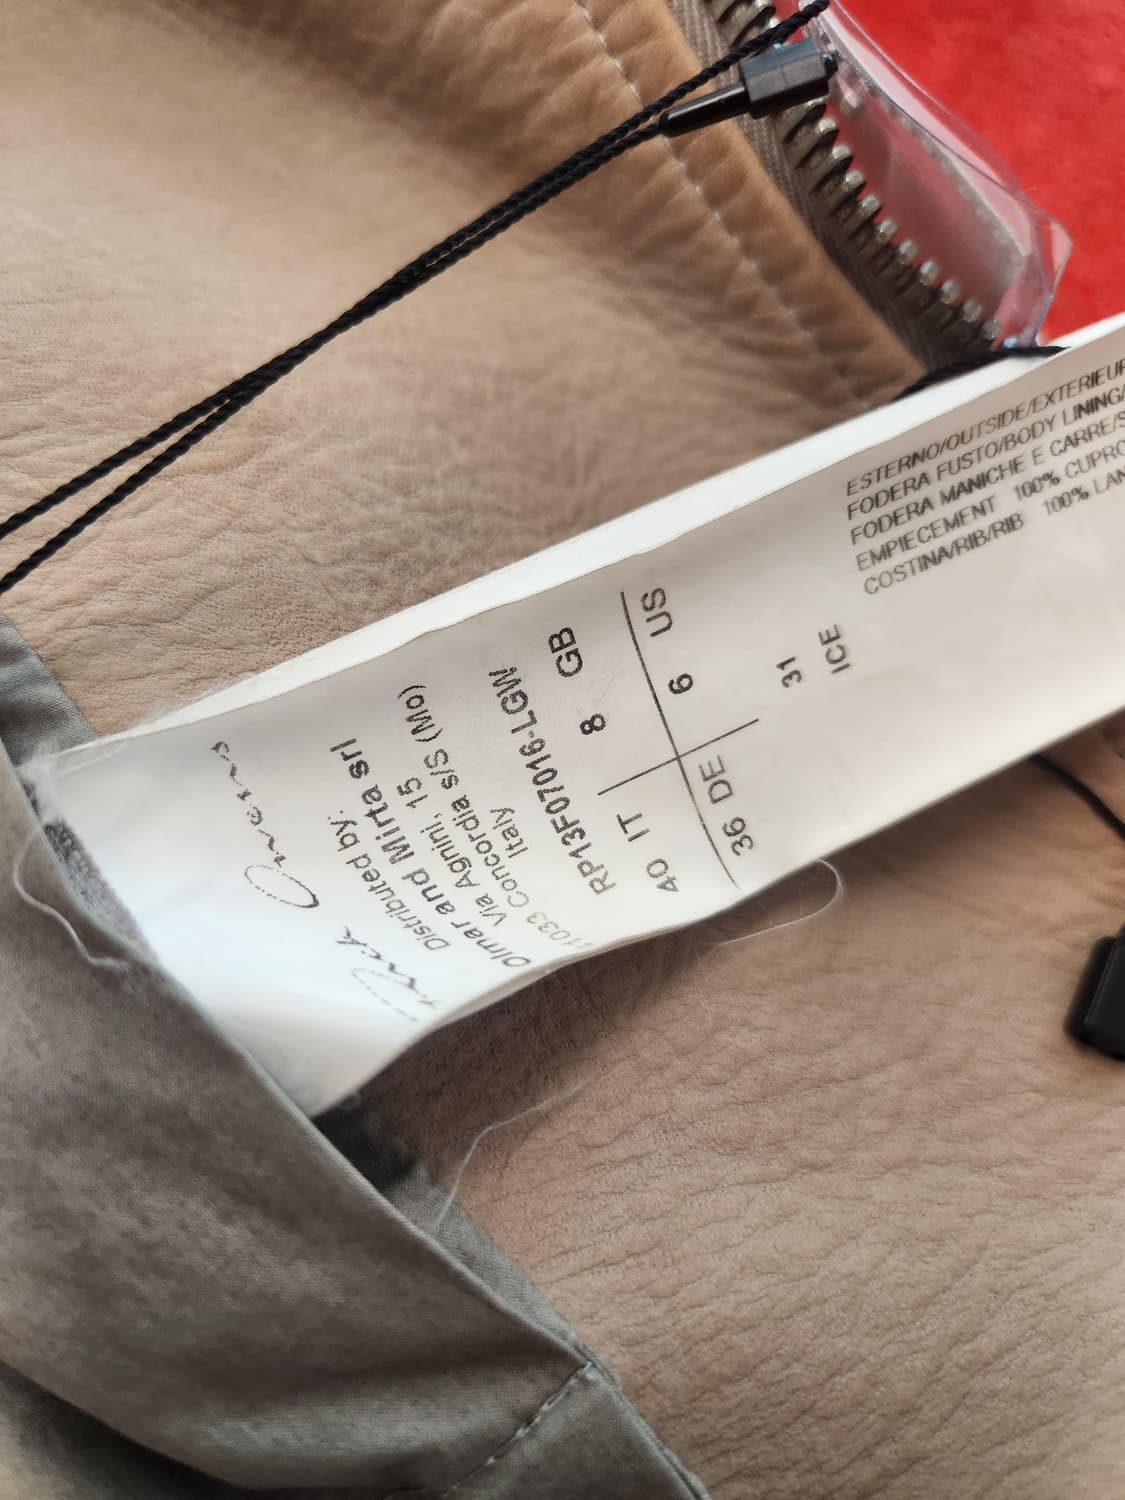 Rick Owens
Distributed by:
Olmar and Mirta srl
Via Agnini, 15
41033 Concordia s/S (Mo)
Italy
RP13F07016-LGW
40 IT 8 GB
36 DE 6 US
31
ICE
ESTERNO/OUTSIDE/EXTERIEUR
FODERA FUSTO/BODY LINING/
FODERA MANICHE E CARRE/S
EMPIECEMENT 100% CUPRO
COSTINA/RIB/RIB 100% LAN